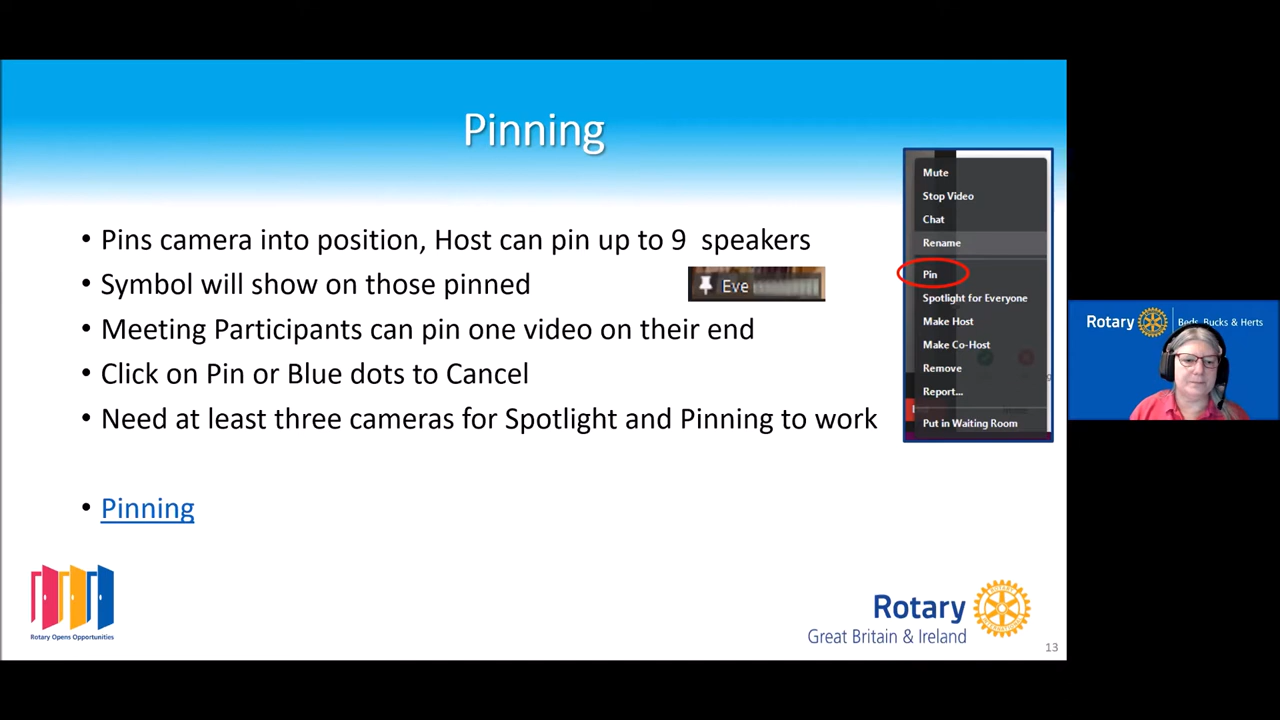 Pinning
• Pins camera into position, Host can pin up to 9 speakers
• Symbol will show on those pinned
Eve
• Meeting Participants can pin one video on their end
• Click on Pin or Blue dots to Cancel
• Need at least three cameras for Spotlight and Pinning to work
• Pinning
Mute
Stop Video
Chat
Rename
Pin
Spotlight for Everyone
Make Host
Make Co-Host
Remove
Report...
Put in Waiting Room
Rotary Opens Opportunities
Rotary
Great Britain & Ireland
13
Rotary
Beds, Bucks & Herts